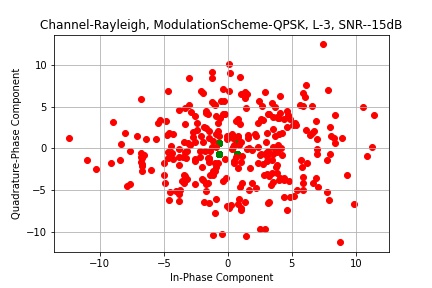 Channel-Rayleigh, ModulationScheme-QPSK, L-3, SNR--15dB
10
5
0
−5
−10
Quadrature-Phase Component
−10 −5 0 5 10
In-Phase Component